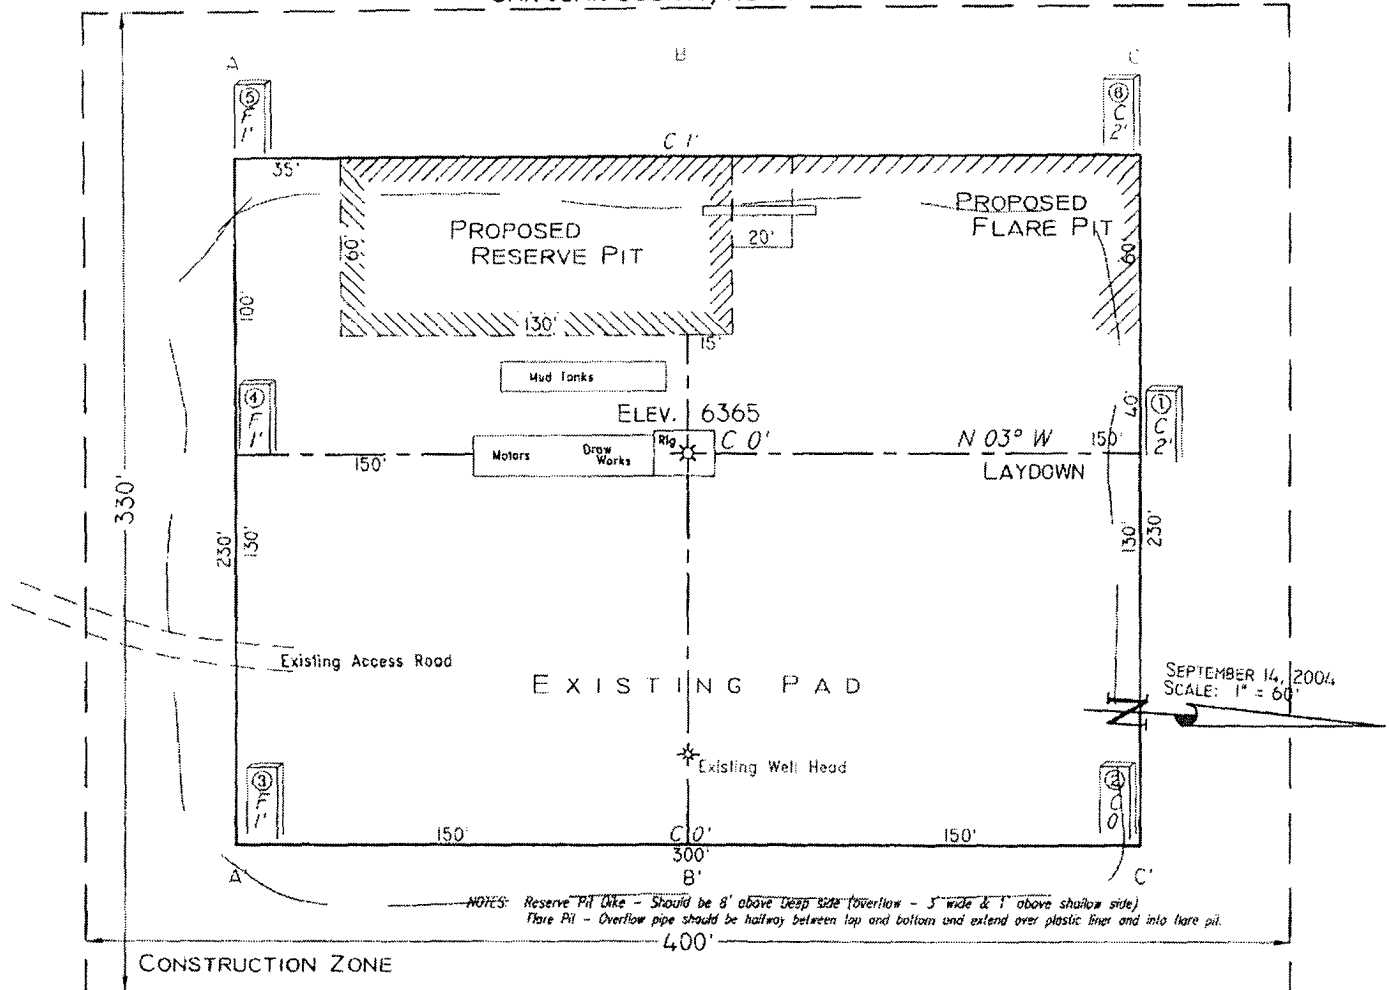 A
B
C
5
F
1'
6
C
2'
C 1'
35'
PROPOSED
RESERVE PIT
60'
20'
PROPOSED
FLARE PIT
60'
100'
130'
15'
Mud Tanks
4
F
1'
ELEV. 6365
Rig
C 0'
Motors
Draw
Works
N 03° W
150'
LAYDOWN
40'
1
C
2'
150'
330'
230'
130'
130'
230'
Existing Access Road
EXISTING PAD
SEPTEMBER 14, 2004
SCALE: 1" = 60'
Existing Well Head
3
F
1'
2
C
0'
150'
C 0'
150'
300'
A'
B'
C'
NOTES: Reserve Pit Dike - Should be 8' above Deep side (overflow - 3' wide & 1' above shallow side)
Flare Pit - Overflow pipe should be halfway between top and bottom and extend over plastic liner and into flare pit.
400'
CONSTRUCTION ZONE